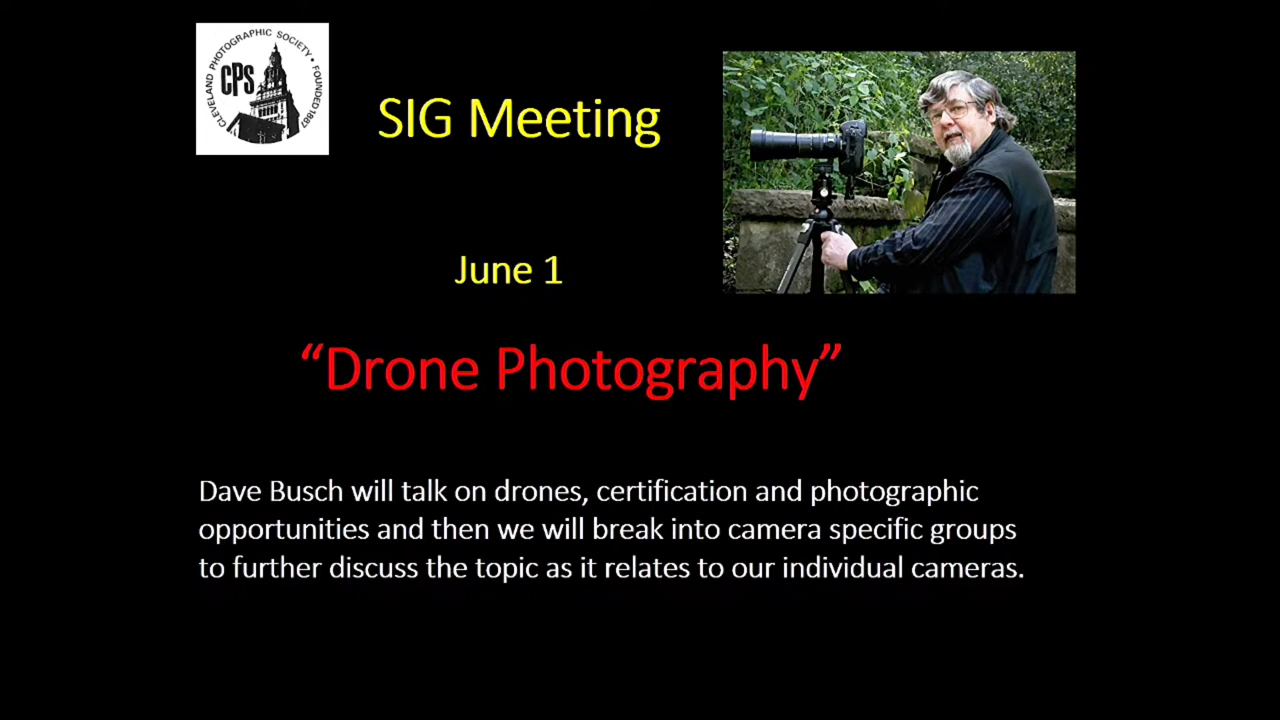 CLEVELAND PHOTOGRAPHIC SOCIETY • FOUNDED 1887
CPS
SIG Meeting
June 1
“Drone Photography”
Dave Busch will talk on drones, certification and photographic
opportunities and then we will break into camera specific groups
to further discuss the topic as it relates to our individual cameras.